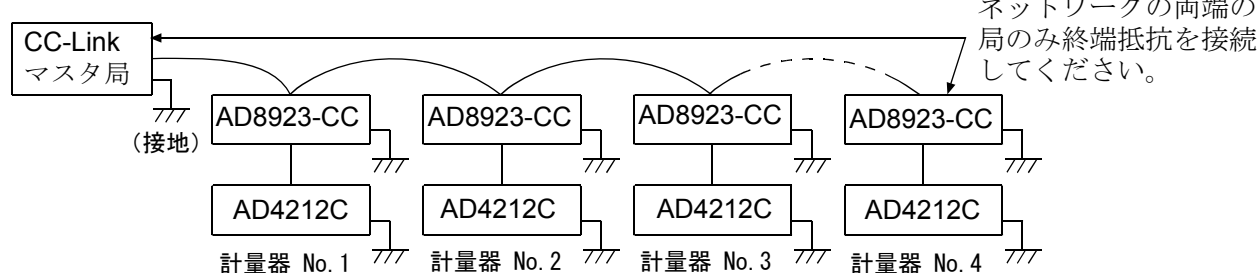 ネットワークの両端の
局のみ終端抵抗を接続
してください。
CC-Link
マスタ局
(接地)
AD8923-CC
AD8923-CC
AD8923-CC
AD8923-CC
AD4212C
AD4212C
AD4212C
AD4212C
計量器 No.1
計量器 No.2
計量器 No.3
計量器 No.4